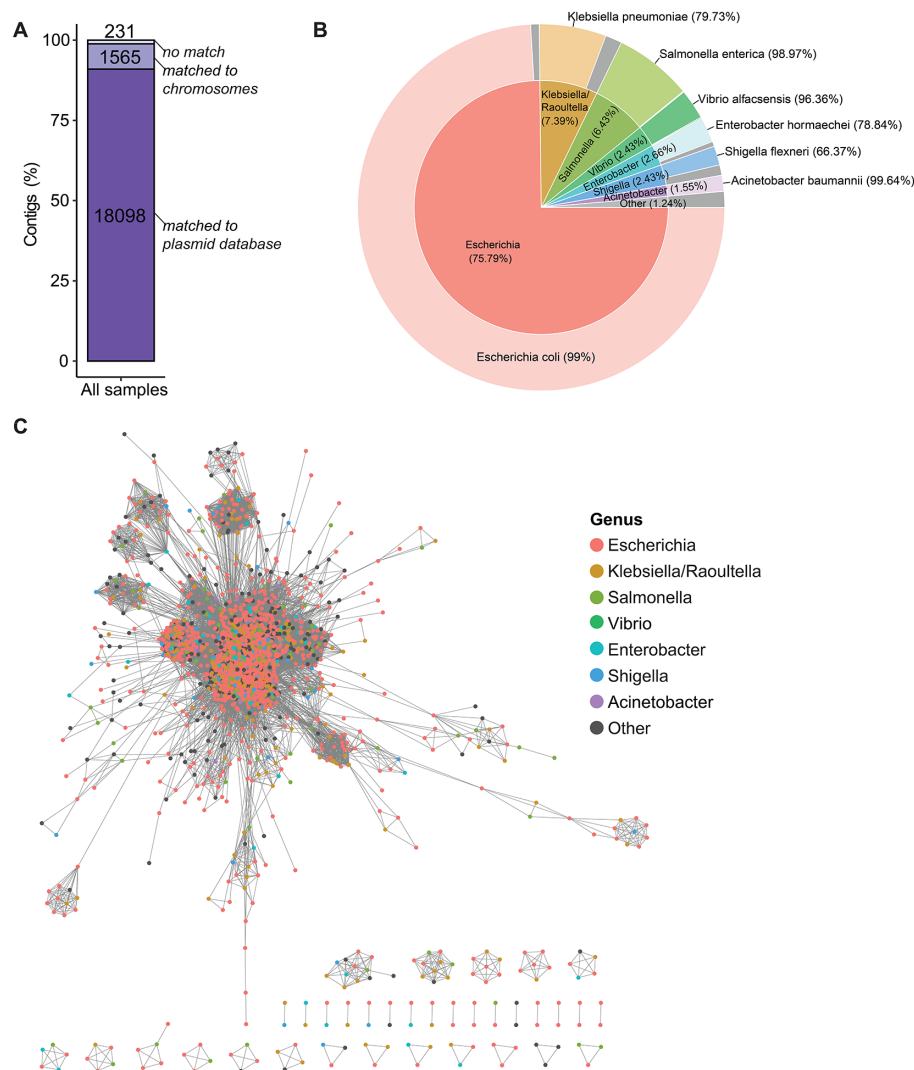 A
231
100
no match
1565
matched to
chromosomes
75
Contigs (%)
50
18098
matched to
plasmid database
25
0
All samples
B
Klebsiella pneumoniae (79.73%)
Salmonella enterica (98.97%)
Klebsiella/
Raoultella
(7.39%)
Salmonella (6.43%)
Vibrio alfacsensis (96.36%)
Vibrio (2.43%)
Enterobacter hormaechei (78.84%)
Enterobacter (2.66%)
Shigella flexneri (66.37%)
Shigella (2.43%)
Acinetobacter baumannii (99.64%)
Acinetobacter (1.55%)
Other (1.24%)
Escherichia
(75.79%)
Escherichia coli (99%)
C
Genus
Escherichia
Klebsiella/Raoultella
Salmonella
Vibrio
Enterobacter
Shigella
Acinetobacter
Other